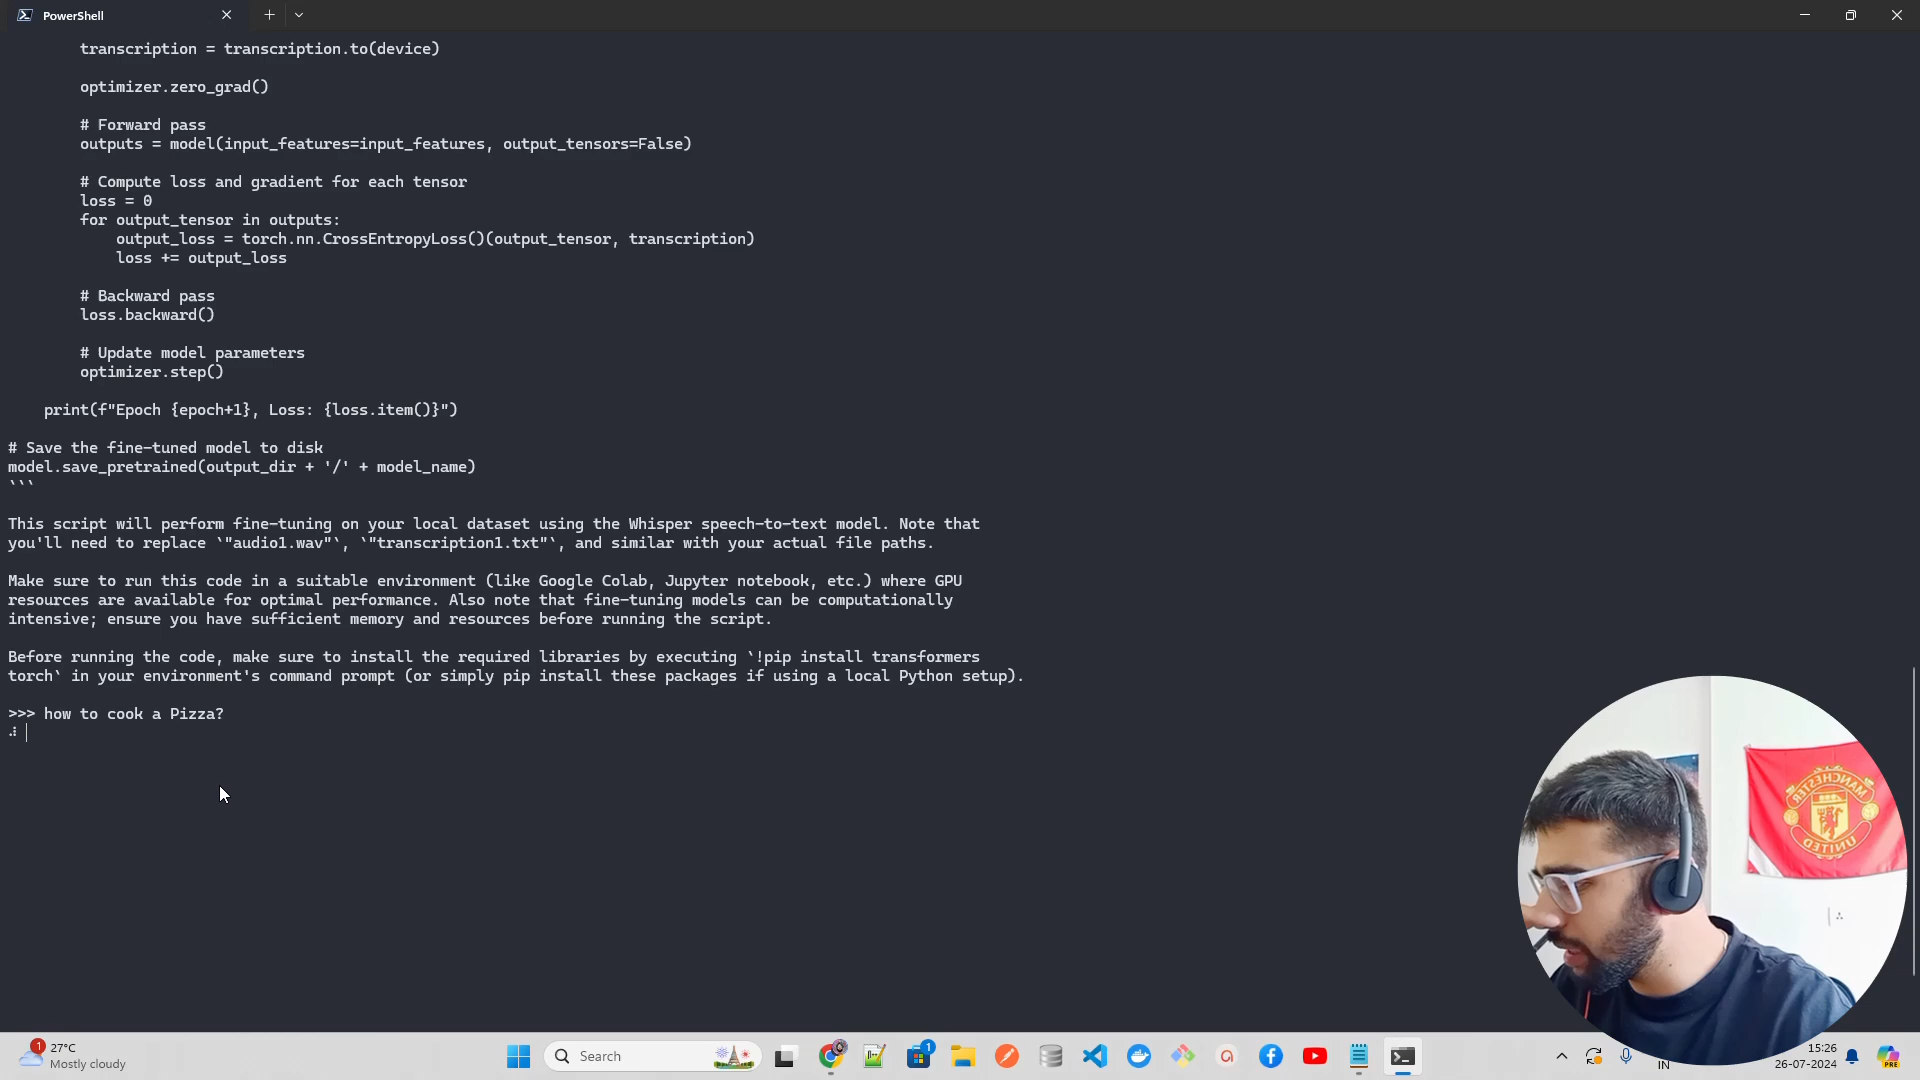 PowerShell
transcription = transcription.to(device)
optimizer.zero_grad()
# Forward pass
outputs = model(input_features=input_features, output_tensors=False)
# Compute loss and gradient for each tensor
loss = 0
for output_tensor in outputs:
output_loss = torch.nn.CrossEntropyLoss()(output_tensor, transcription)
loss += output_loss
# Backward pass
loss.backward()
# Update model parameters
optimizer.step()
print(f"Epoch {epoch+1}, Loss: {loss.item()}")
# Save the fine-tuned model to disk
model.save_pretrained(output_dir + '/' + model_name)
```
This script will perform fine-tuning on your local dataset using the Whisper speech-to-text model. Note that
you'll need to replace `"audio1.wav"`, `"transcription1.txt"`, and similar with your actual file paths.
Make sure to run this code in a suitable environment (like Google Colab, Jupyter notebook, etc.) where GPU
resources are available for optimal performance. Also note that fine-tuning models can be computationally
intensive; ensure you have sufficient memory and resources before running the script.
Before running the code, make sure to install the required libraries by executing `!pip install transformers
torch` in your environment's command prompt (or simply pip install these packages if using a local Python setup).
>>> how to cook a Pizza?
MANCHESTER
UNITED
1
27°C
Mostly cloudy
Search
1
IN
15:26
26-07-2024
PRE